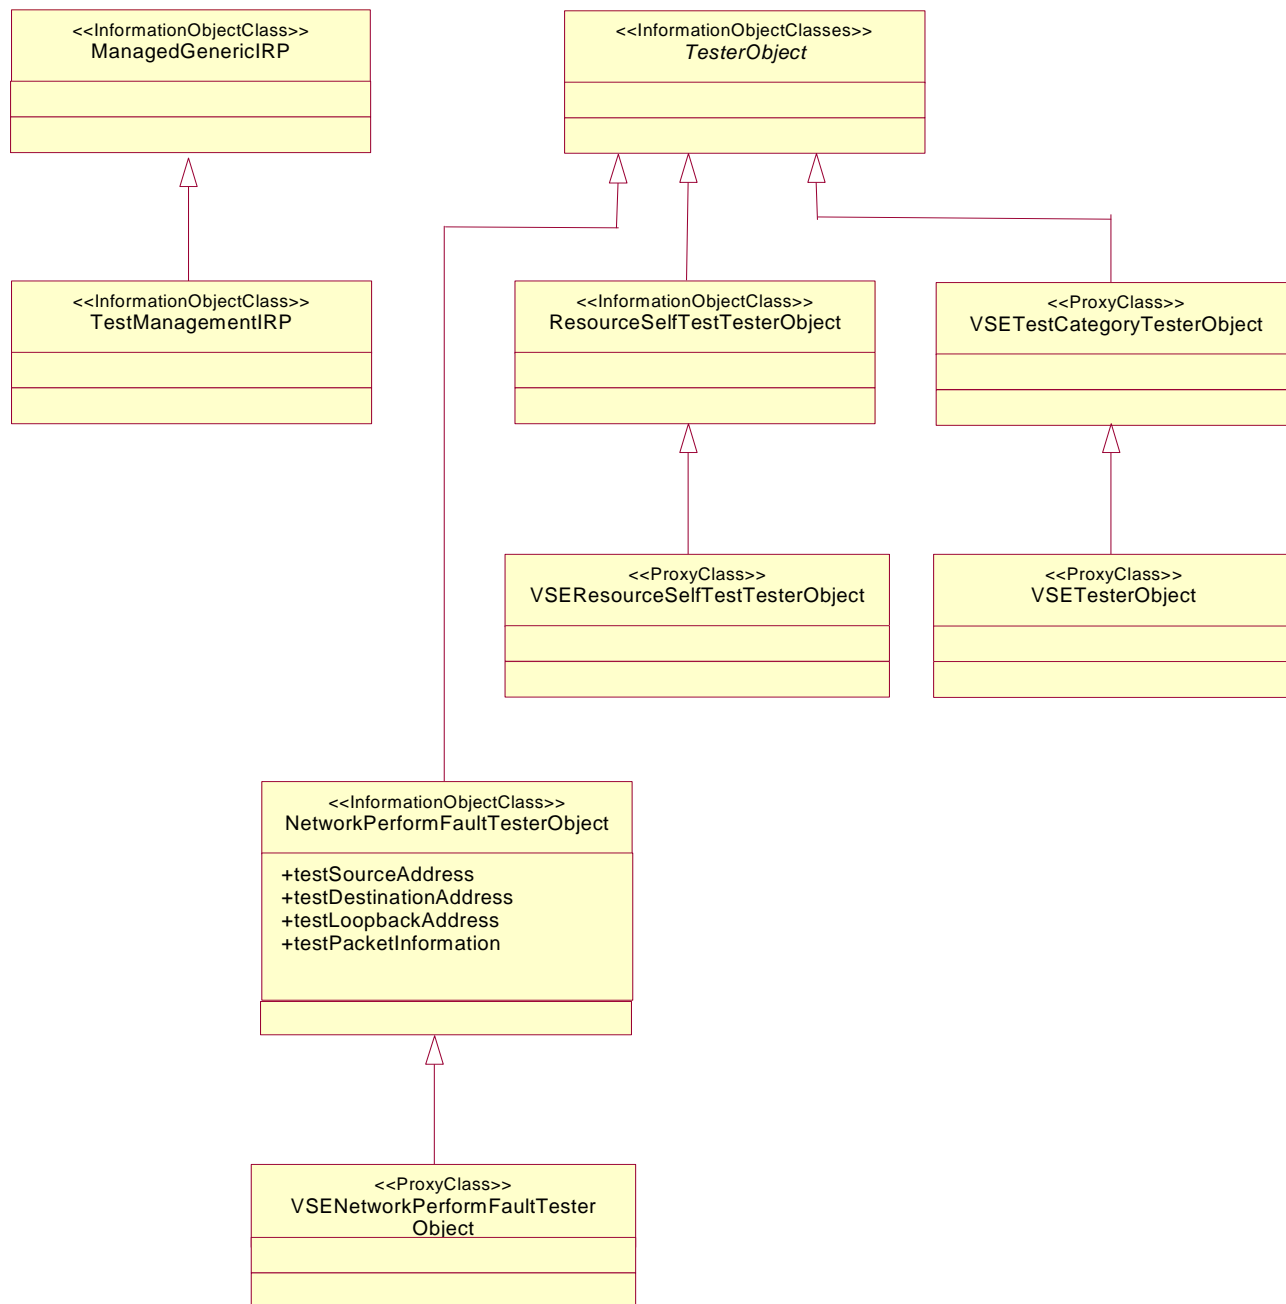 <<InformationObjectClass>>
ManagedGenericIRP
<<InformationObjectClasses>>
TesterObject
<<InformationObjectClass>>
TestManagementIRP
<<InformationObjectClass>>
ResourceSelfTestTesterObject
<<ProxyClass>>
VSETestCategoryTesterObject
<<ProxyClass>>
VSEResourceSelfTestTesterObject
<<ProxyClass>>
VSETesterObject
<<InformationObjectClass>>
NetworkPerformFaultTesterObject
+testSourceAddress
+testDestinationAddress
+testLoopbackAddress
+testPacketInformation
<<ProxyClass>>
VSENetworkPerformFaultTester
Object